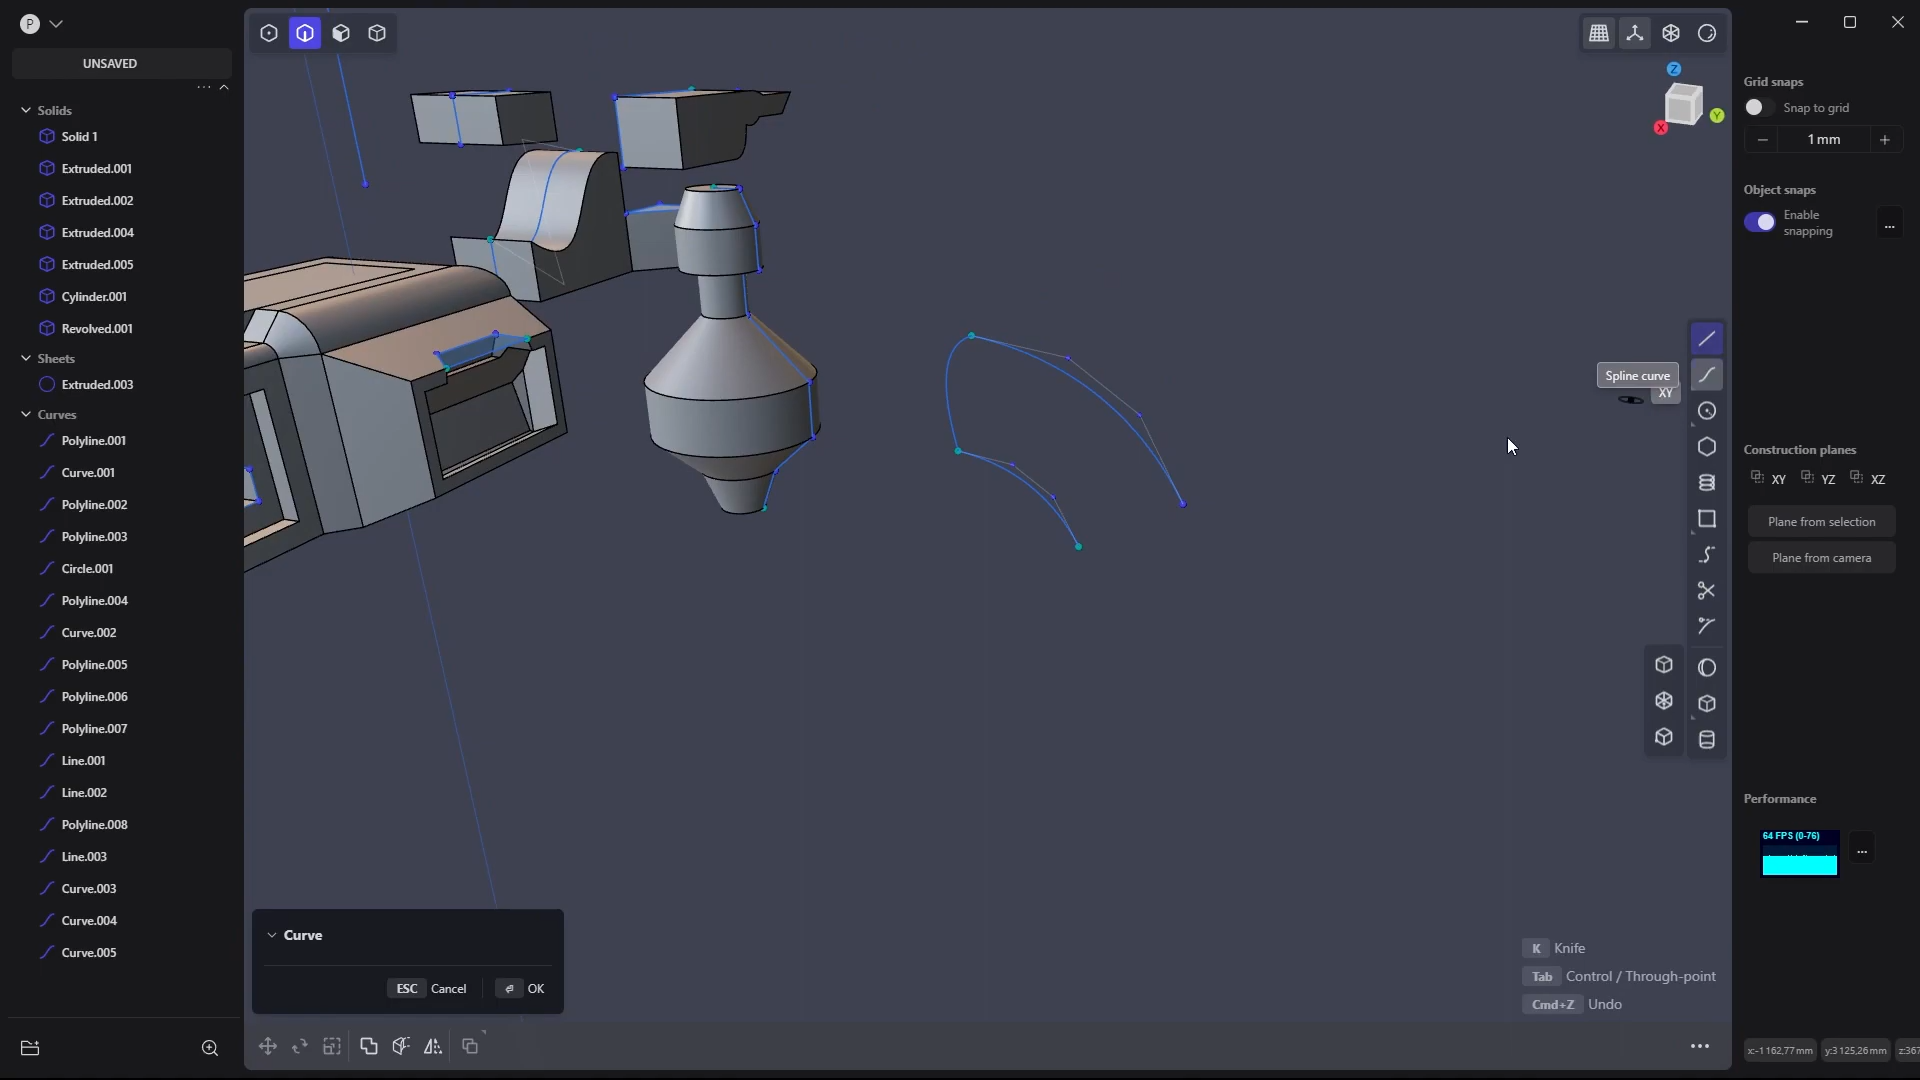 P
UNSAVED
Solids
Solid 1
Extruded.001
Extruded.002
Extruded.004
Extruded.005
Cylinder.001
Revolved.001
Sheets
Extruded.003
Curves
Polyline.001
Curve.001
Polyline.002
Polyline.003
Circle.001
Polyline.004
Curve.002
Polyline.005
Polyline.006
Polyline.007
Line.001
Line.002
Polyline.008
Line.003
Curve.003
Curve.004
Curve.005
Z
Y
X
Spline curve
XY
Curve
ESC Cancel
OK
K Knife
Tab Control / Through-point
Cmd+Z Undo
Grid snaps
Snap to grid
1 mm
Object snaps
Enable
snapping
...
Construction planes
XY YZ XZ
Plane from selection
Plane from camera
Performance
64 FPS (0-76)
...
x:-1 162,77 mm y:3 125,26 mm z:367